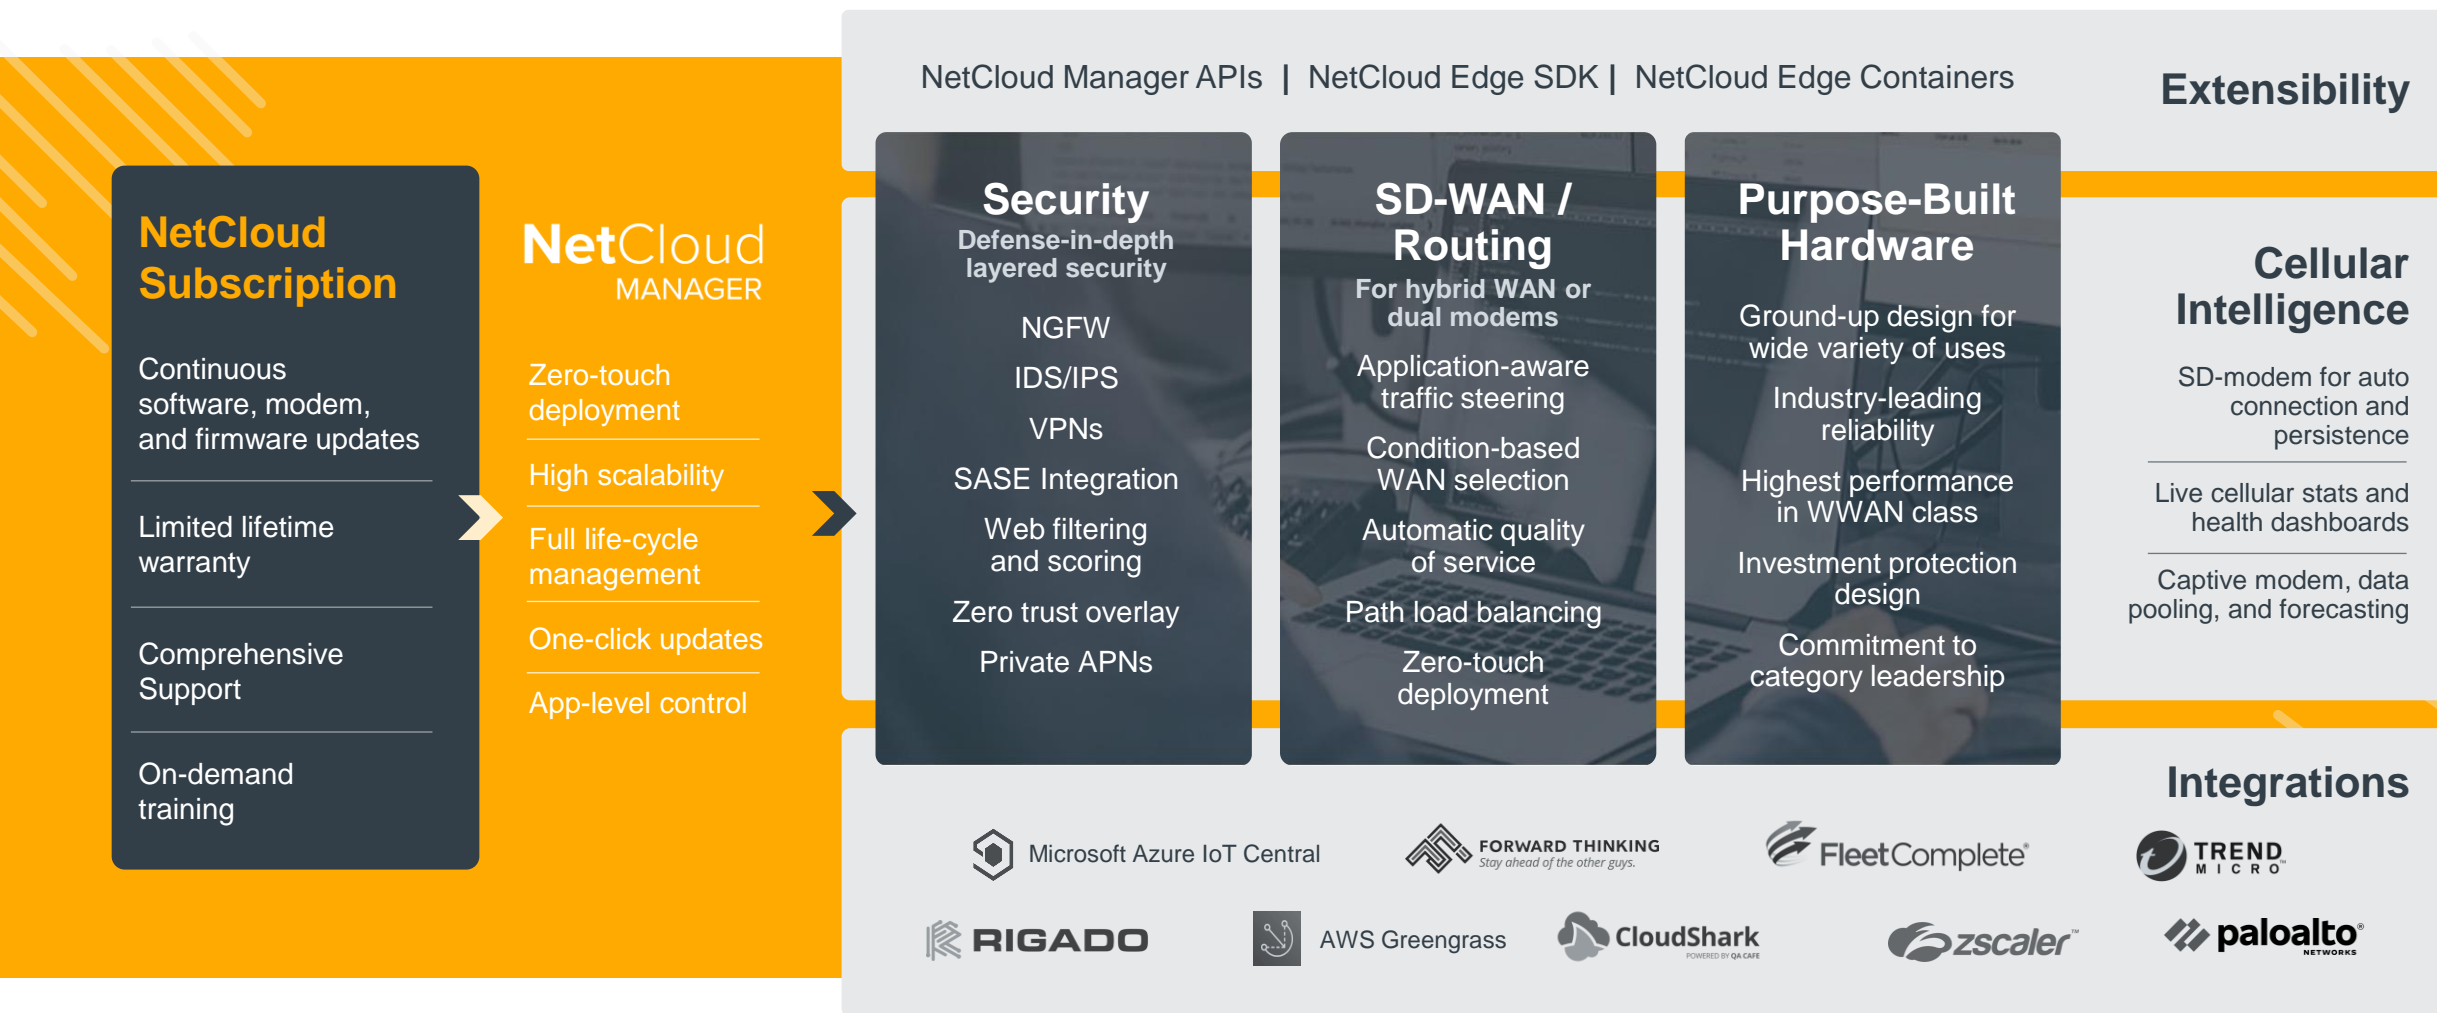 NetCloud Manager APIs | NetCloud Edge SDK | NetCloud Edge Containers
Extensibility
NetCloud
Subscription
Continuous
software, modem,
and firmware updates
Limited lifetime
warranty
Comprehensive
Support
On-demand
training
NetCloud
MANAGER
Zero-touch
deployment
High scalability
Full life-cycle
management
One-click updates
App-level control
Security
Defense-in-depth
layered security
NGFW
IDS/IPS
VPNs
SASE Integration
Web filtering
and scoring
Zero trust overlay
Private APNs
SD-WAN /
Routing
For hybrid WAN or
dual modems
Application-aware
traffic steering
Condition-based
WAN selection
Automatic quality
of service
Path load balancing
Zero-touch
deployment
Purpose-Built
Hardware
Ground-up design for
wide variety of uses
Industry-leading
reliability
Highest performance
in WWAN class
Investment protection
design
Commitment to
category leadership
Cellular
Intelligence
SD-modem for auto
connection and
persistence
Live cellular stats and
health dashboards
Captive modem, data
pooling, and forecasting
Integrations
Microsoft Azure IoT Central
FORWARD THINKING
Stay ahead of the other guys.
FleetComplete®
TREND
MICRO™
RIGADO
AWS Greengrass
CloudShark
POWERED BY QA CAFE
zscaler™
paloalto®
NETWORKS